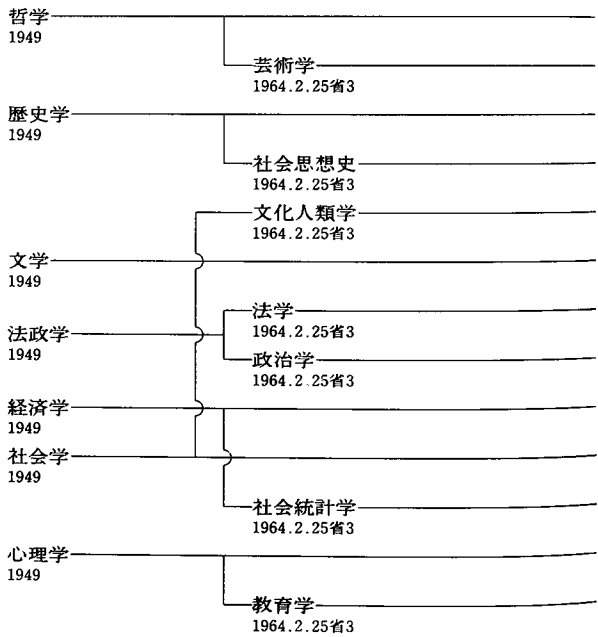 哲学
1949
芸術学
1964.2.25省3
歴史学
1949
社会思想史
1964.2.25省3
文化人類学
1964.2.25省3
文学
1949
法学
1964.2.25省3
法政学
1949
政治学
1964.2.25省3
経済学
1949
社会学
1949
社会統計学
1964.2.25省3
心理学
1949
教育学
1964.2.25省3